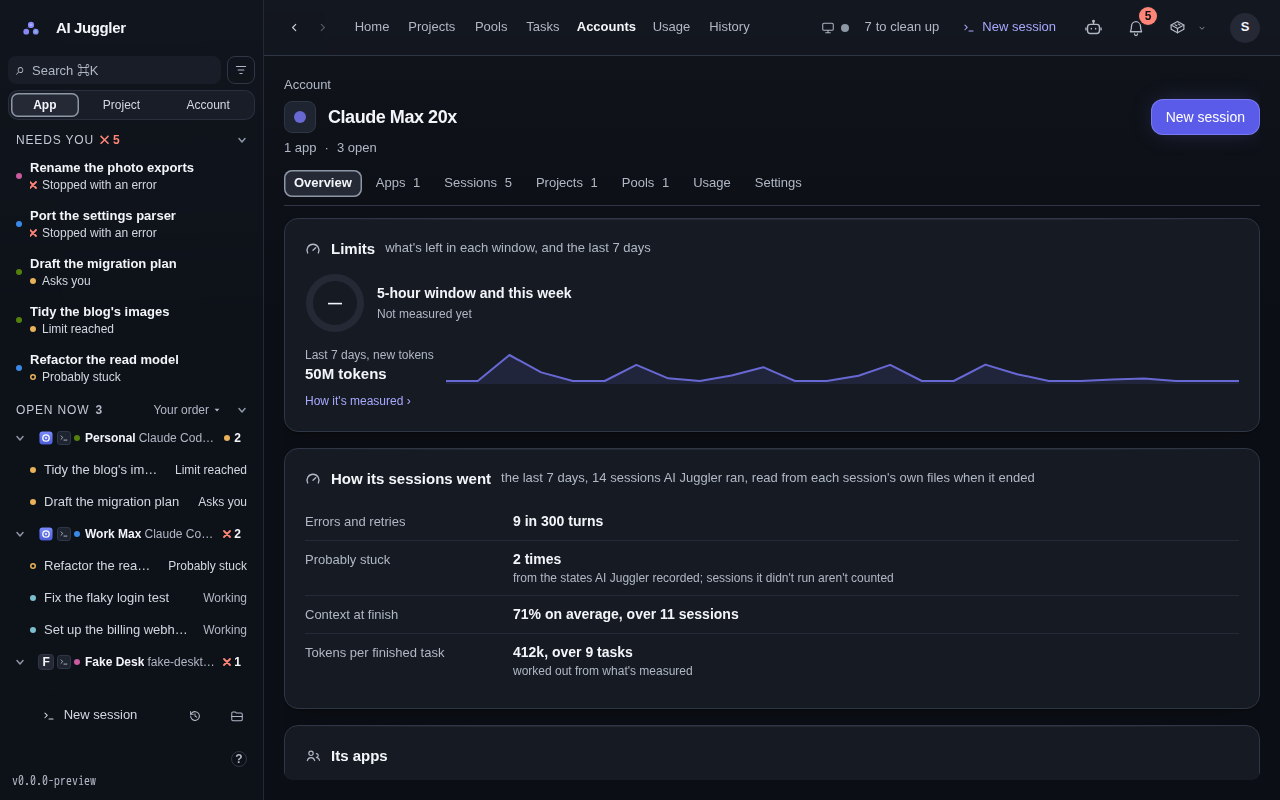 AI Juggler
Search ⌘K
App Project Account
NEEDS YOU 5
Rename the photo exports
Stopped with an error
Port the settings parser
Stopped with an error
Draft the migration plan
Asks you
Tidy the blog's images
Limit reached
Refactor the read model
Probably stuck
OPEN NOW 3 Your order
Personal Claude Cod… 2
Tidy the blog's im… Limit reached
Draft the migration plan Asks you
Work Max Claude Co… 2
Refactor the rea… Probably stuck
Fix the flaky login test Working
Set up the billing webh… Working
F Fake Desk fake-deskt… 1
New session
?
v0.0.0-preview
Home Projects Pools Tasks Accounts Usage History 7 to clean up New session 5 S
Account
Claude Max 20x
New session
1 app · 3 open
Overview Apps 1 Sessions 5 Projects 1 Pools 1 Usage Settings
Limits what's left in each window, and the last 7 days
—
5-hour window and this week
Not measured yet
Last 7 days, new tokens
50M tokens
How it's measured ›
How its sessions went the last 7 days, 14 sessions AI Juggler ran, read from each session's own files when it ended
Errors and retries 9 in 300 turns
Probably stuck 2 times
from the states AI Juggler recorded; sessions it didn't run aren't counted
Context at finish 71% on average, over 11 sessions
Tokens per finished task 412k, over 9 tasks
worked out from what's measured
Its apps